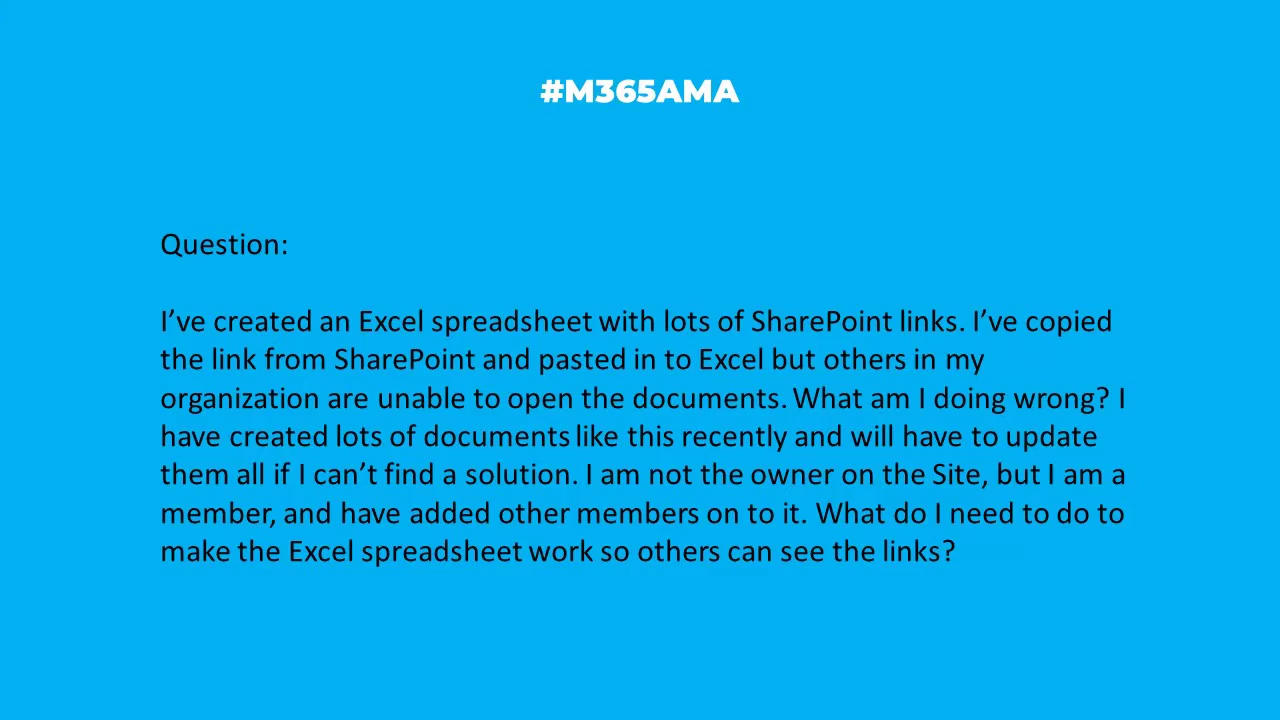 #M365AMA
Question:
I’ve created an Excel spreadsheet with lots of SharePoint links. I’ve copied
the link from SharePoint and pasted in to Excel but others in my
organization are unable to open the documents. What am I doing wrong? I
have created lots of documents like this recently and will have to update
them all if I can’t find a solution. I am not the owner on the Site, but I am a
member, and have added other members on to it. What do I need to do to
make the Excel spreadsheet work so others can see the links?